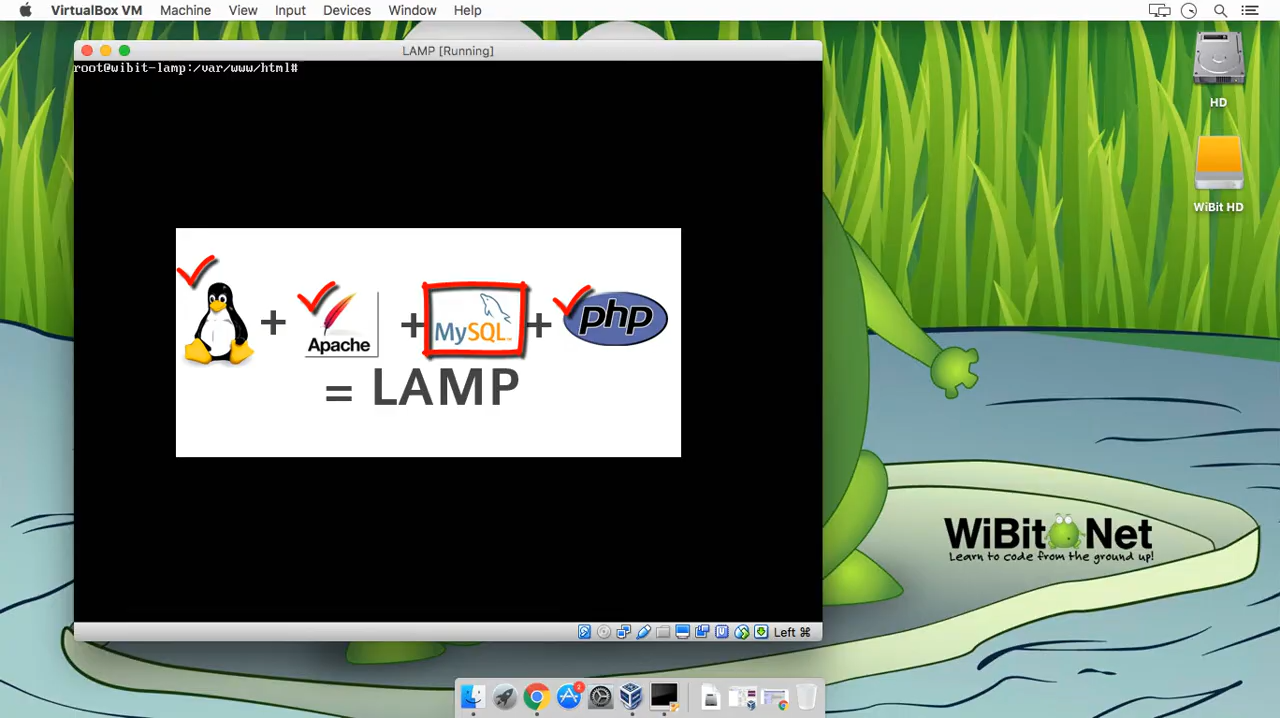 VirtualBox VM Machine View Input Devices Window Help
LAMP [Running]
root@wibit-lamp:/var/www/html#
HD
WiBit HD
+ Apache + MySQL + php
= LAMP
WiBit Net
Learn to code from the ground up!
2
Left ⌘